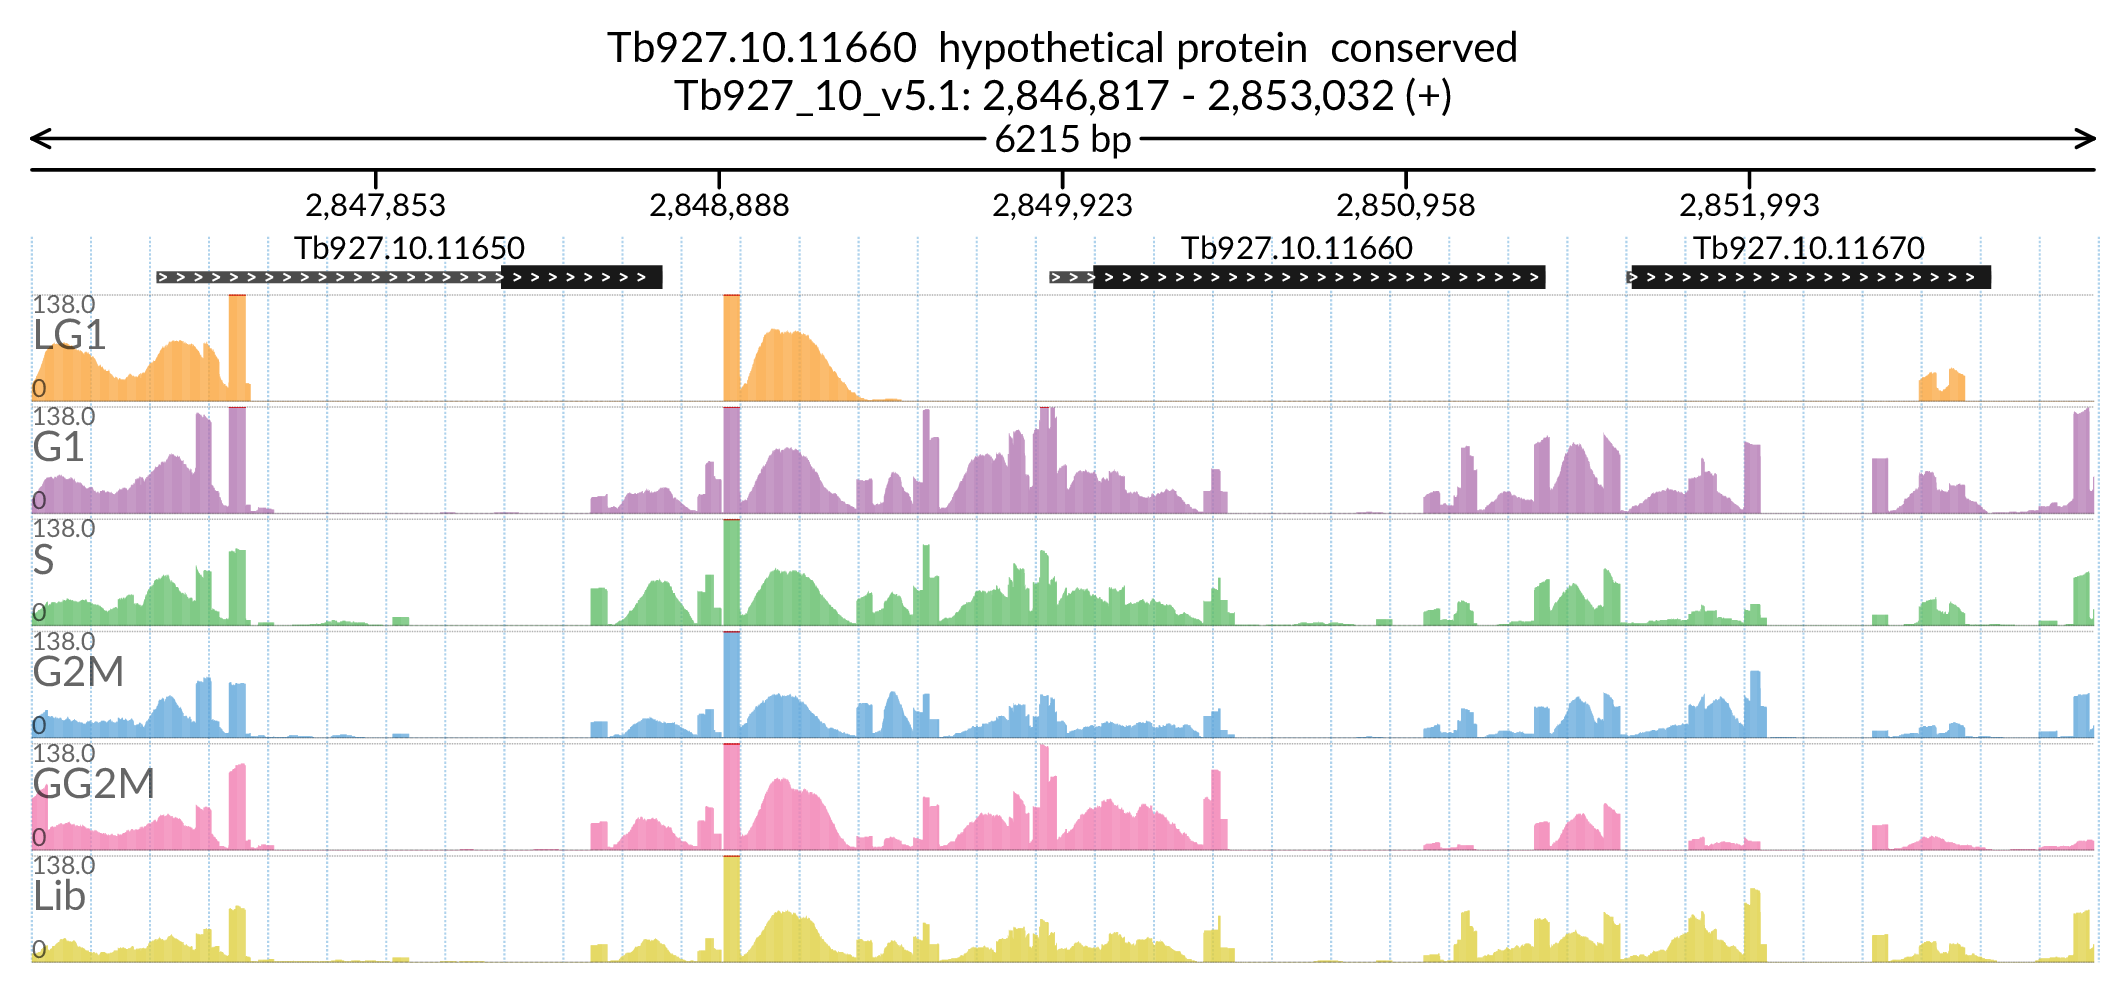 Tb927.10.11660  hypothetical protein  conserved
Tb927_10_v5.1: 2,846,817 - 2,853,032 (+)
6215 bp
2,847,853 2,848,888 2,849,923 2,850,958 2,851,993
Tb927.10.11650 Tb927.10.11660 Tb927.10.11670
138.0
LG1
0
138.0
G1
0
138.0
S
0
138.0
G2M
0
138.0
GG2M
0
138.0
Lib
0